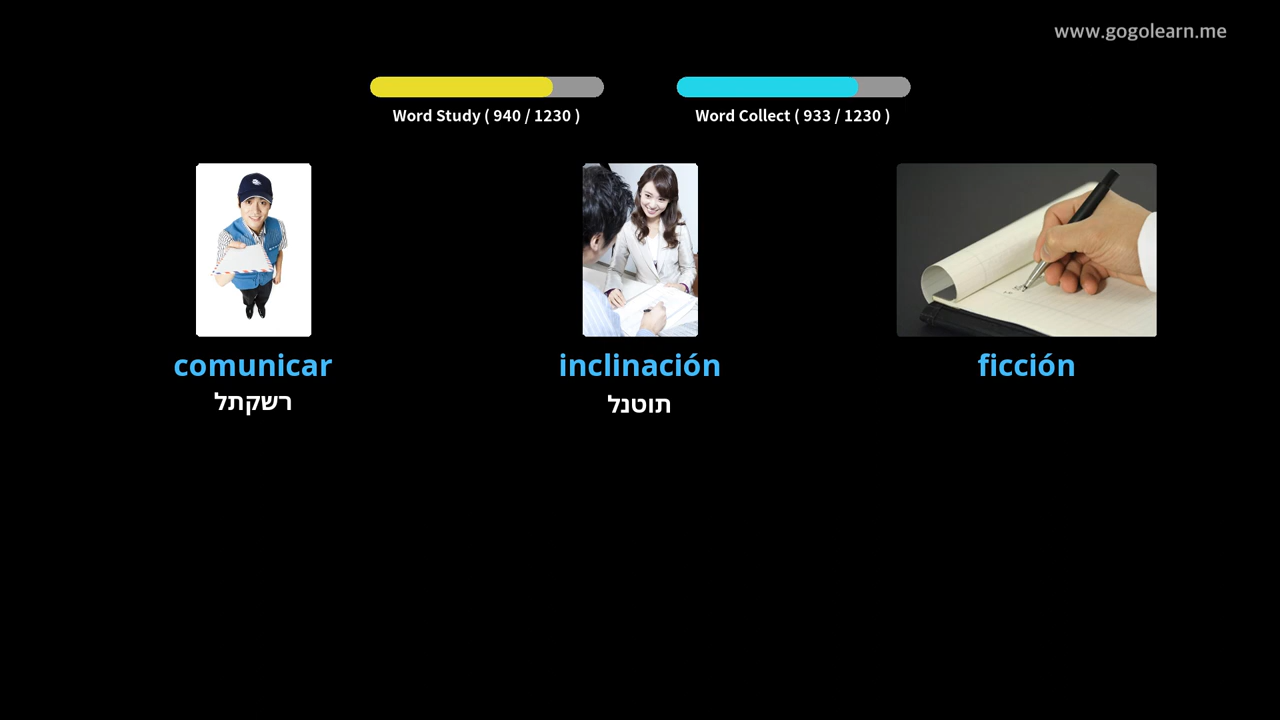 www.gogolearn.me
Word Study ( 940 / 1230 )
Word Collect ( 933 / 1230 )
comunicar
רשקתל
inclinación
תוטנל
ficción